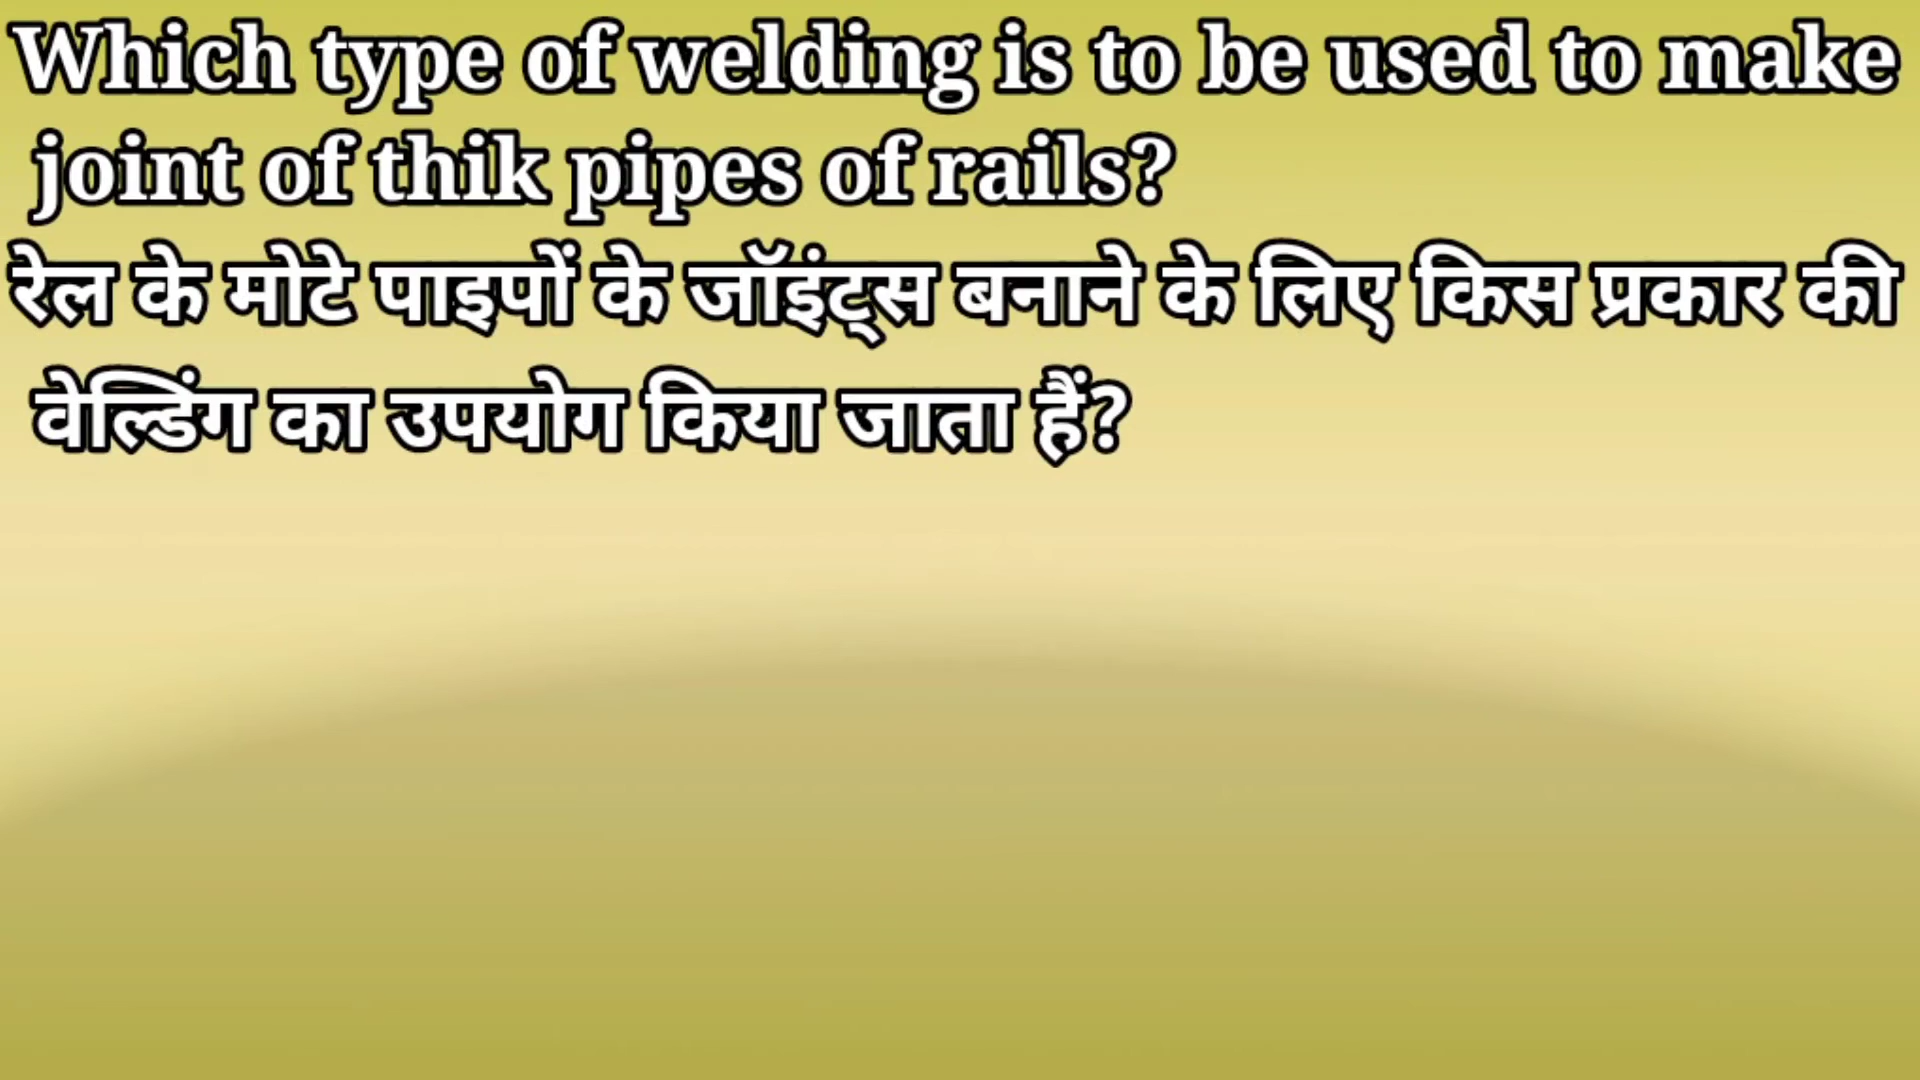 Which type of welding is to be used to make
joint of thik pipes of rails?
रेल के मोटे पाइपों के जॉइंट्स बनाने के लिए किस प्रकार की
वेल्डिंग का उपयोग किया जाता हैं?